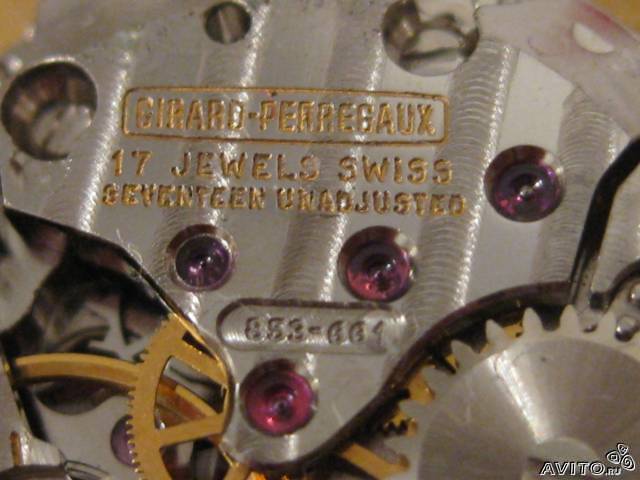 GIRARD-PERREGAUX
17 JEWELS SWISS
SEVENTEEN UNADJUSTED
853-661
AVITO.RU